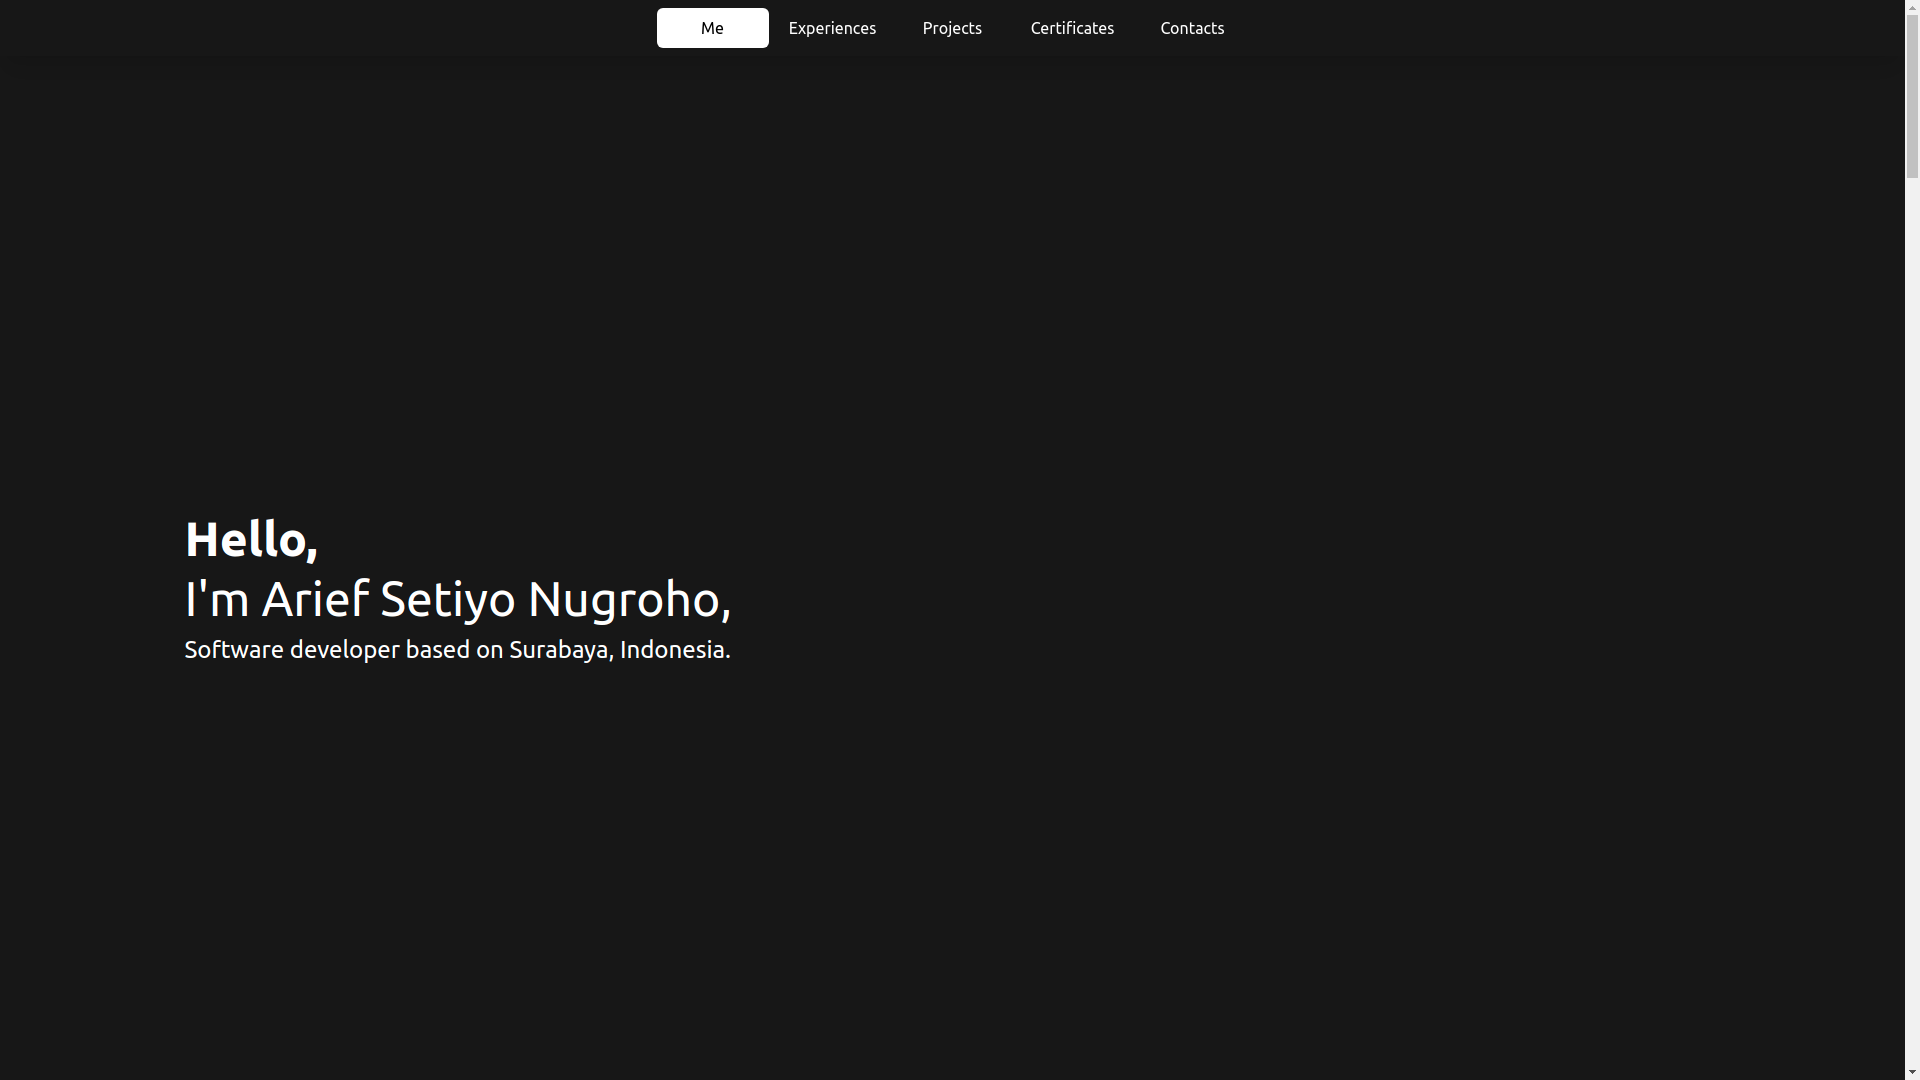 Me Experiences Projects Certificates Contacts
Hello,
I'm Arief Setiyo Nugroho,
Software developer based on Surabaya, Indonesia.